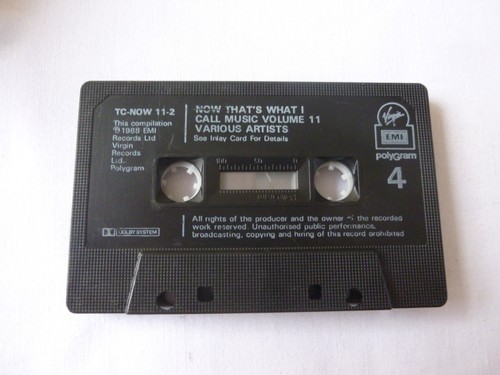 TC-NOW 11-2
This compilation
℗1988 EMI
Records Ltd
Virgin
Records
Ltd.
Polygram
NOW THAT'S WHAT I
CALL MUSIC VOLUME 11
VARIOUS ARTISTS
See Inlay Card For Details
100 50 0
Virgin
EMI
polygram
4
All rights of the producer and the owner of the recorded
work reserved. Unauthorised public performance,
broadcasting, copying and hiring of this record prohibited
DOLBY SYSTEM